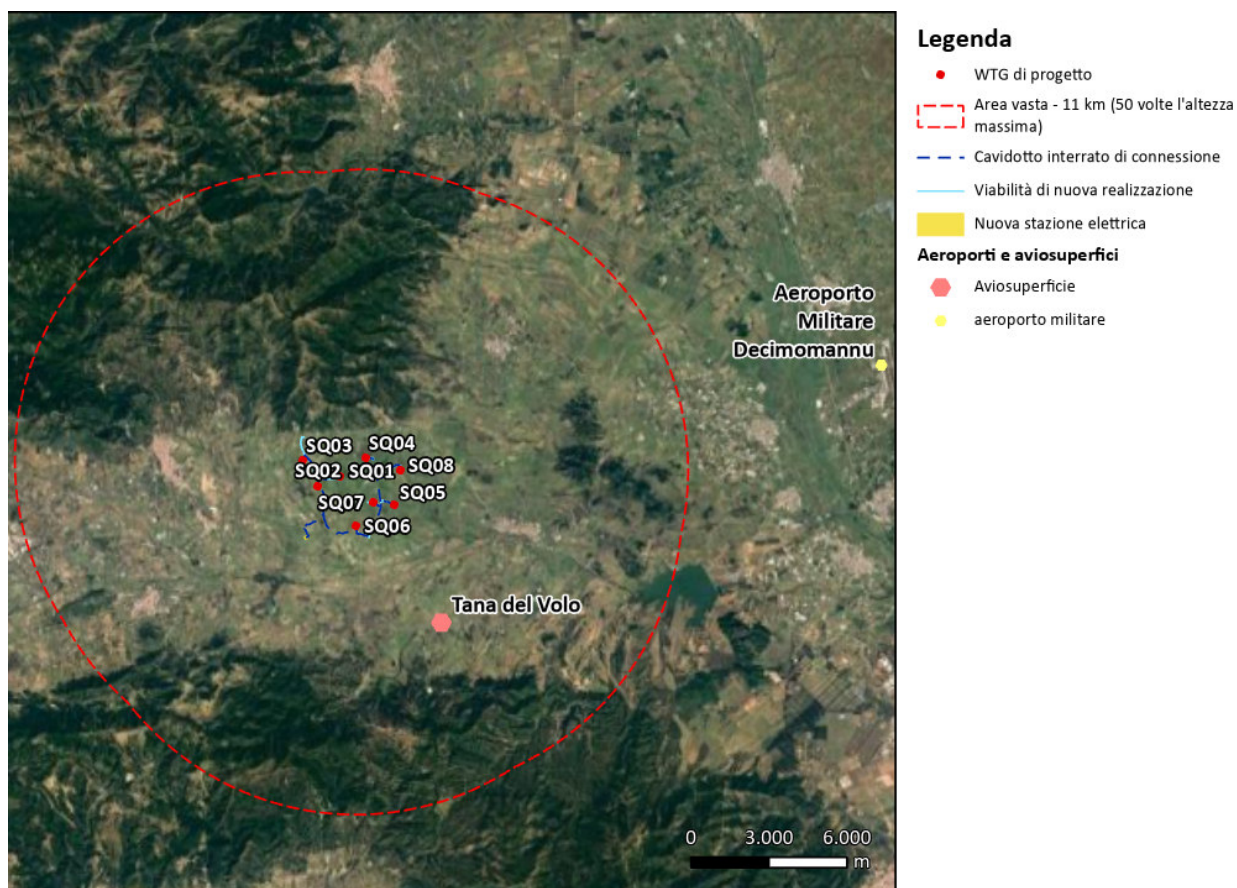 Legenda
WTG di progetto
Area vasta - 11 km (50 volte l'altezza
massima)
Cavidotto interrato di connessione
Viabilità di nuova realizzazione
Nuova stazione elettrica
Aeroporti e aviosuperfici
Aviosuperficie
aeroporto militare
Aeroporto
Militare
Decimomannu
SQ03
SQ04
SQ02
SQ01
SQ08
SQ07
SQ05
SQ06
Tana del Volo
0 3.000 6.000
m